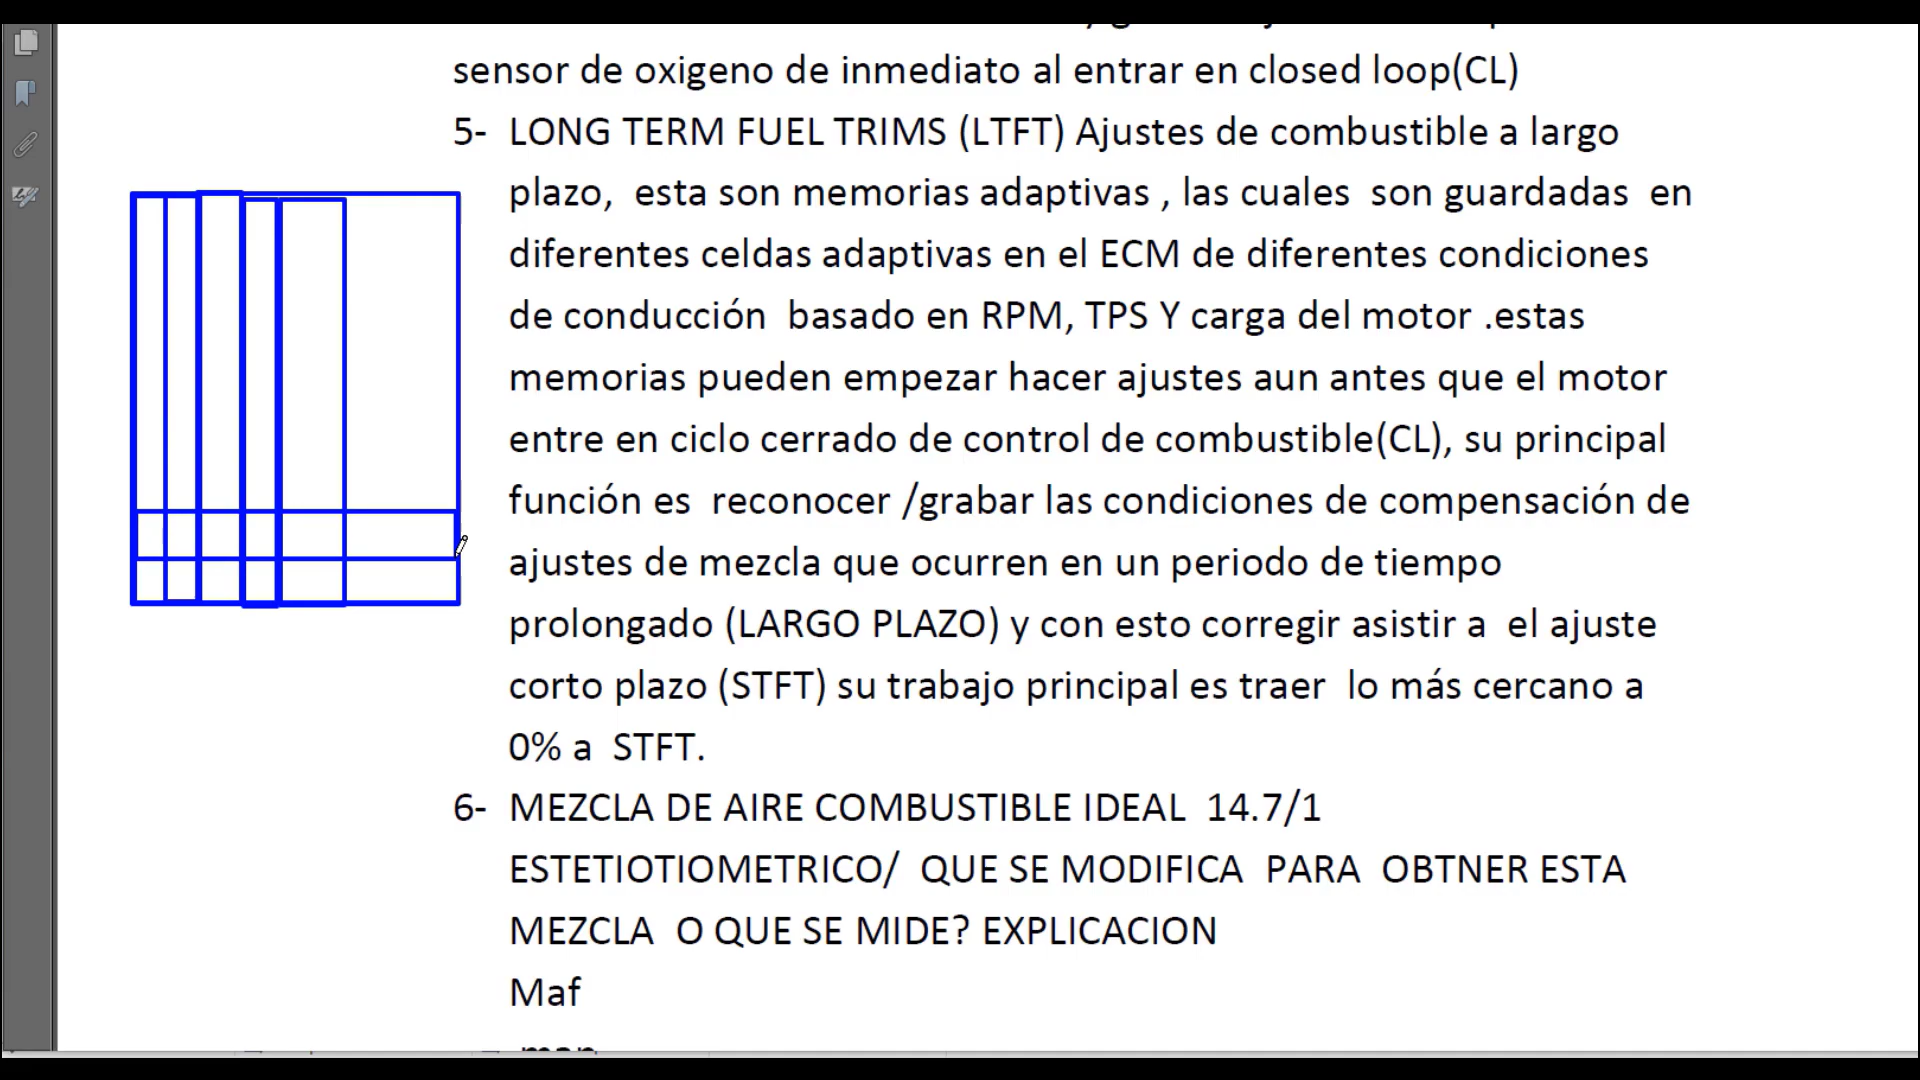 sensor de oxigeno de inmediato al entrar en closed loop(CL)
5- LONG TERM FUEL TRIMS (LTFT) Ajustes de combustible a largo
plazo, esta son memorias adaptivas , las cuales son guardadas en
diferentes celdas adaptivas en el ECM de diferentes condiciones
de conducción basado en RPM, TPS Y carga del motor .estas
memorias pueden empezar hacer ajustes aun antes que el motor
entre en ciclo cerrado de control de combustible(CL), su principal
función es reconocer /grabar las condiciones de compensación de
ajustes de mezcla que ocurren en un periodo de tiempo
prolongado (LARGO PLAZO) y con esto corregir asistir a el ajuste
corto plazo (STFT) su trabajo principal es traer lo más cercano a
0% a STFT.
6- MEZCLA DE AIRE COMBUSTIBLE IDEAL 14.7/1
ESTETIOTIOMETRICO/ QUE SE MODIFICA PARA OBTNER ESTA
MEZCLA O QUE SE MIDE? EXPLICACION
Maf